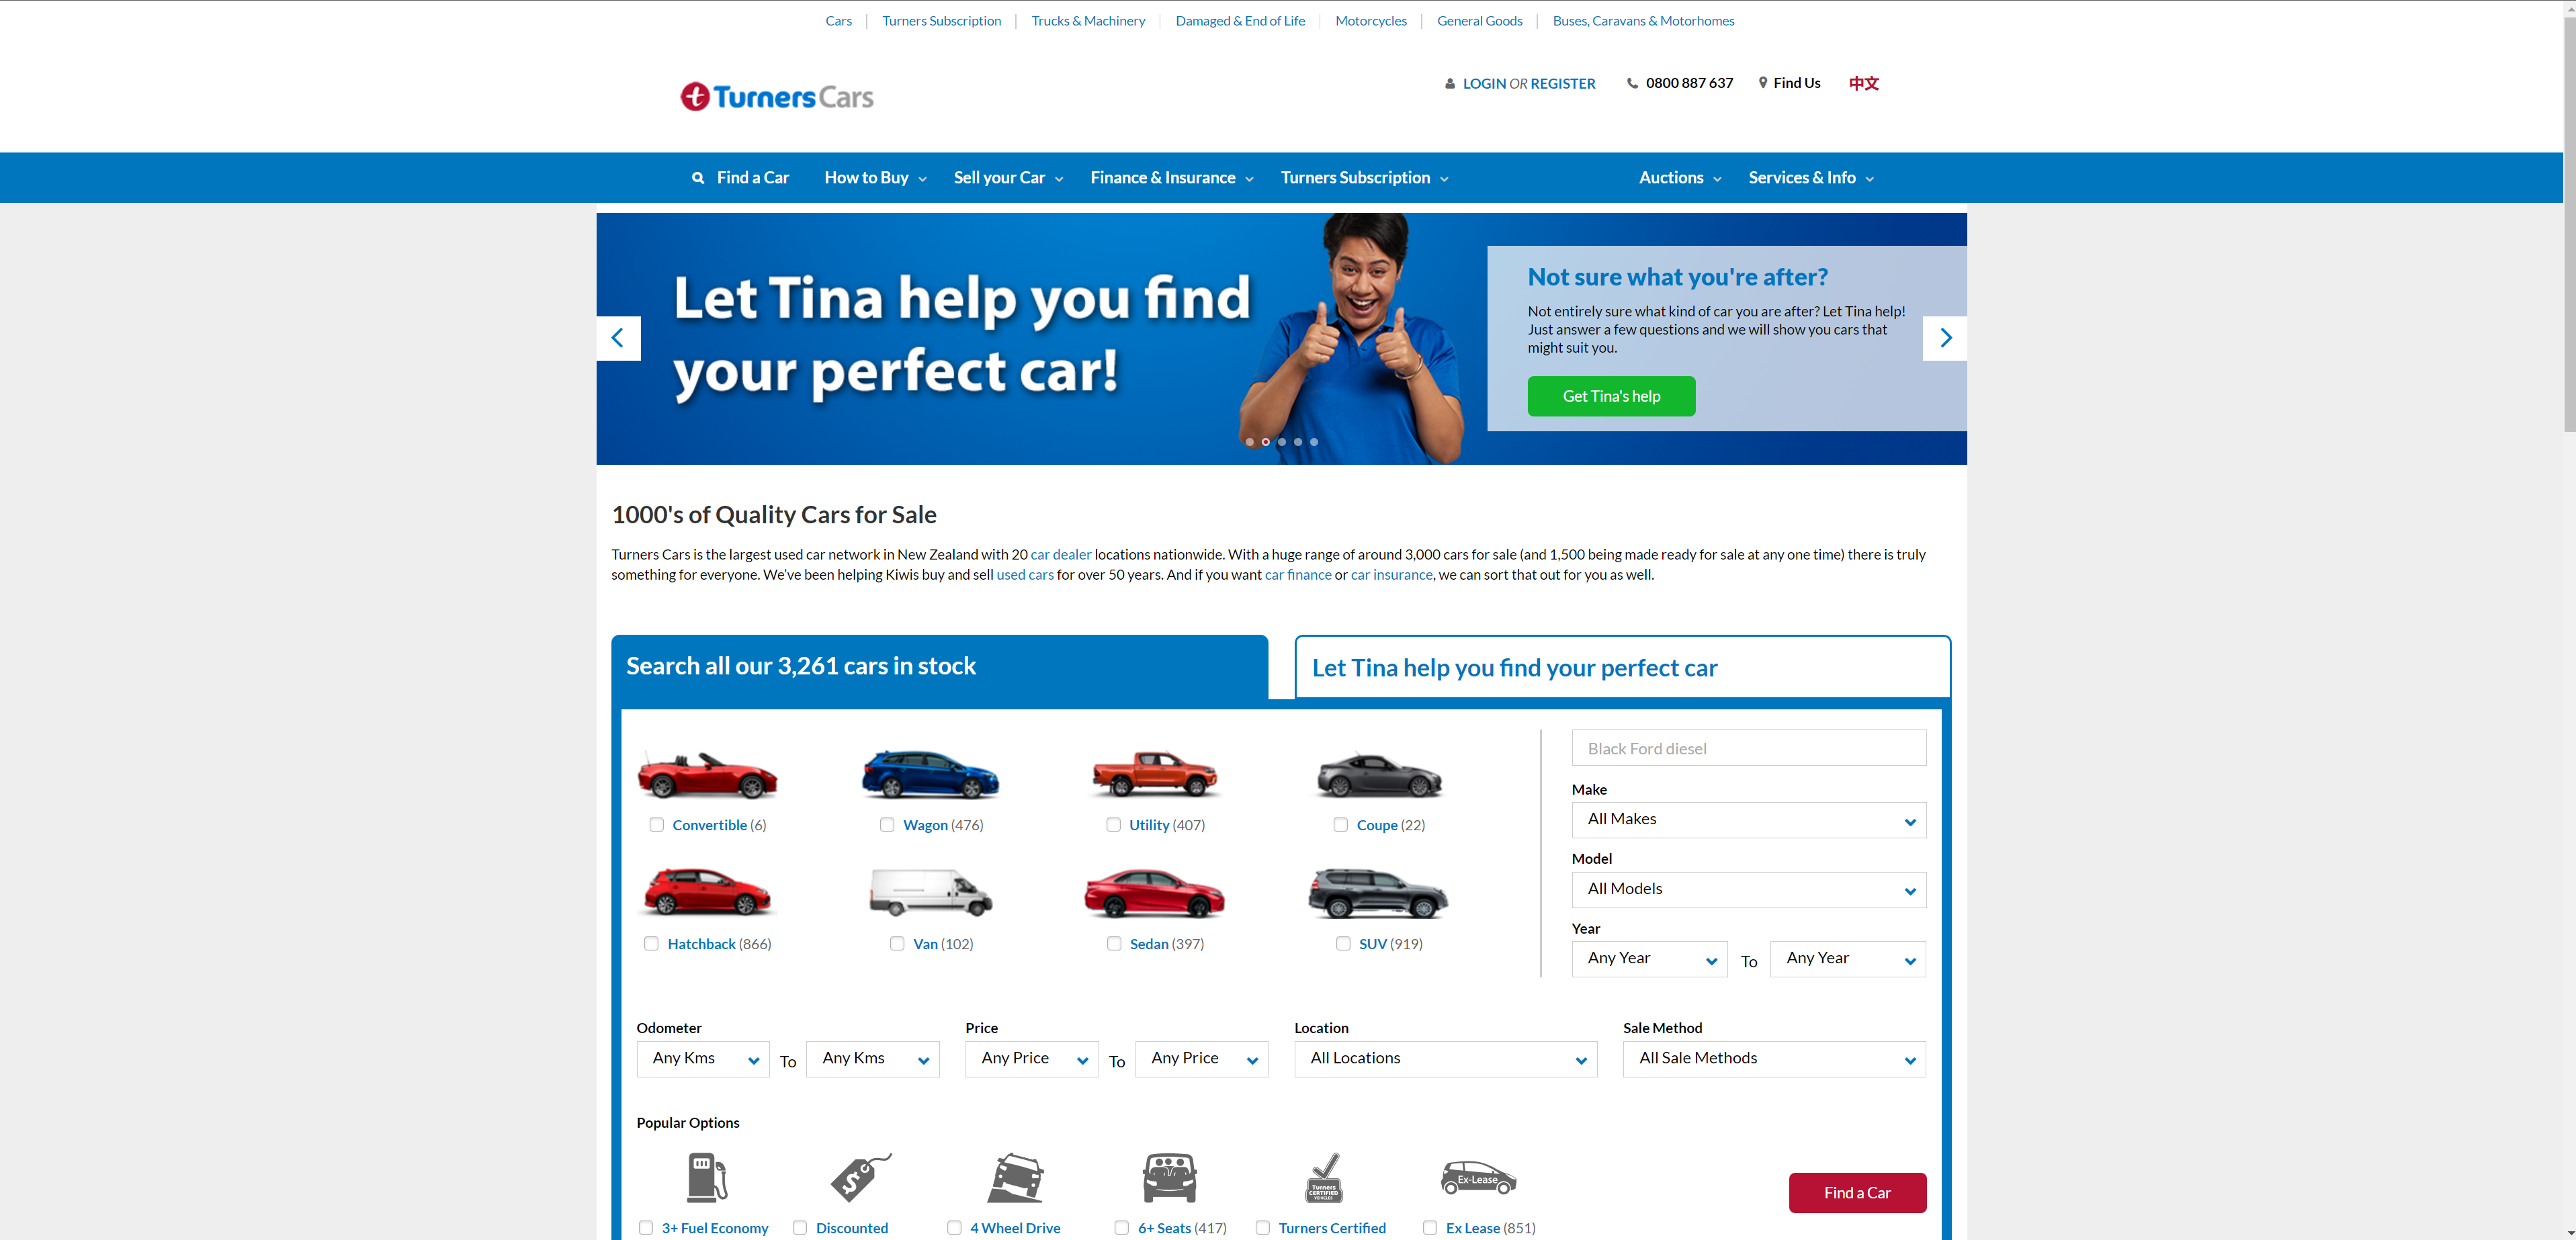 Cars
Turners Subscription
Trucks & Machinery
Damaged & End of Life
Motorcycles
General Goods
Buses, Caravans & Motorhomes
Turners Cars
LOGIN OR REGISTER
0800 887 637
Find Us
中文
Find a Car
How to Buy
Sell your Car
Finance & Insurance
Turners Subscription
Auctions
Services & Info
Let Tina help you find
your perfect car!
Not sure what you're after?
Not entirely sure what kind of car you are after? Let Tina help!
Just answer a few questions and we will show you cars that
might suit you.
Get Tina's help
1000's of Quality Cars for Sale
Turners Cars is the largest used car network in New Zealand with 20 car dealer locations nationwide. With a huge range of around 3,000 cars for sale (and 1,500 being made ready for sale at any one time) there is truly
something for everyone. We've been helping Kiwis buy and sell used cars for over 50 years. And if you want car finance or car insurance, we can sort that out for you as well.
Search all our 3,261 cars in stock
Let Tina help you find your perfect car
Convertible (6)
Wagon (476)
Utility (407)
Coupe (22)
Hatchback (866)
Van (102)
Sedan (397)
SUV (919)
Black Ford diesel
Make
All Makes
Model
All Models
Year
Any Year
To
Any Year
Odometer
Any Kms
To
Any Kms
Price
Any Price
To
Any Price
Location
All Locations
Sale Method
All Sale Methods
Popular Options
Turners
CERTIFIED
VEHICLES
Ex-Lease
3+ Fuel Economy
Discounted
4 Wheel Drive
6+ Seats (417)
Turners Certified
Ex Lease (851)
Find a Car